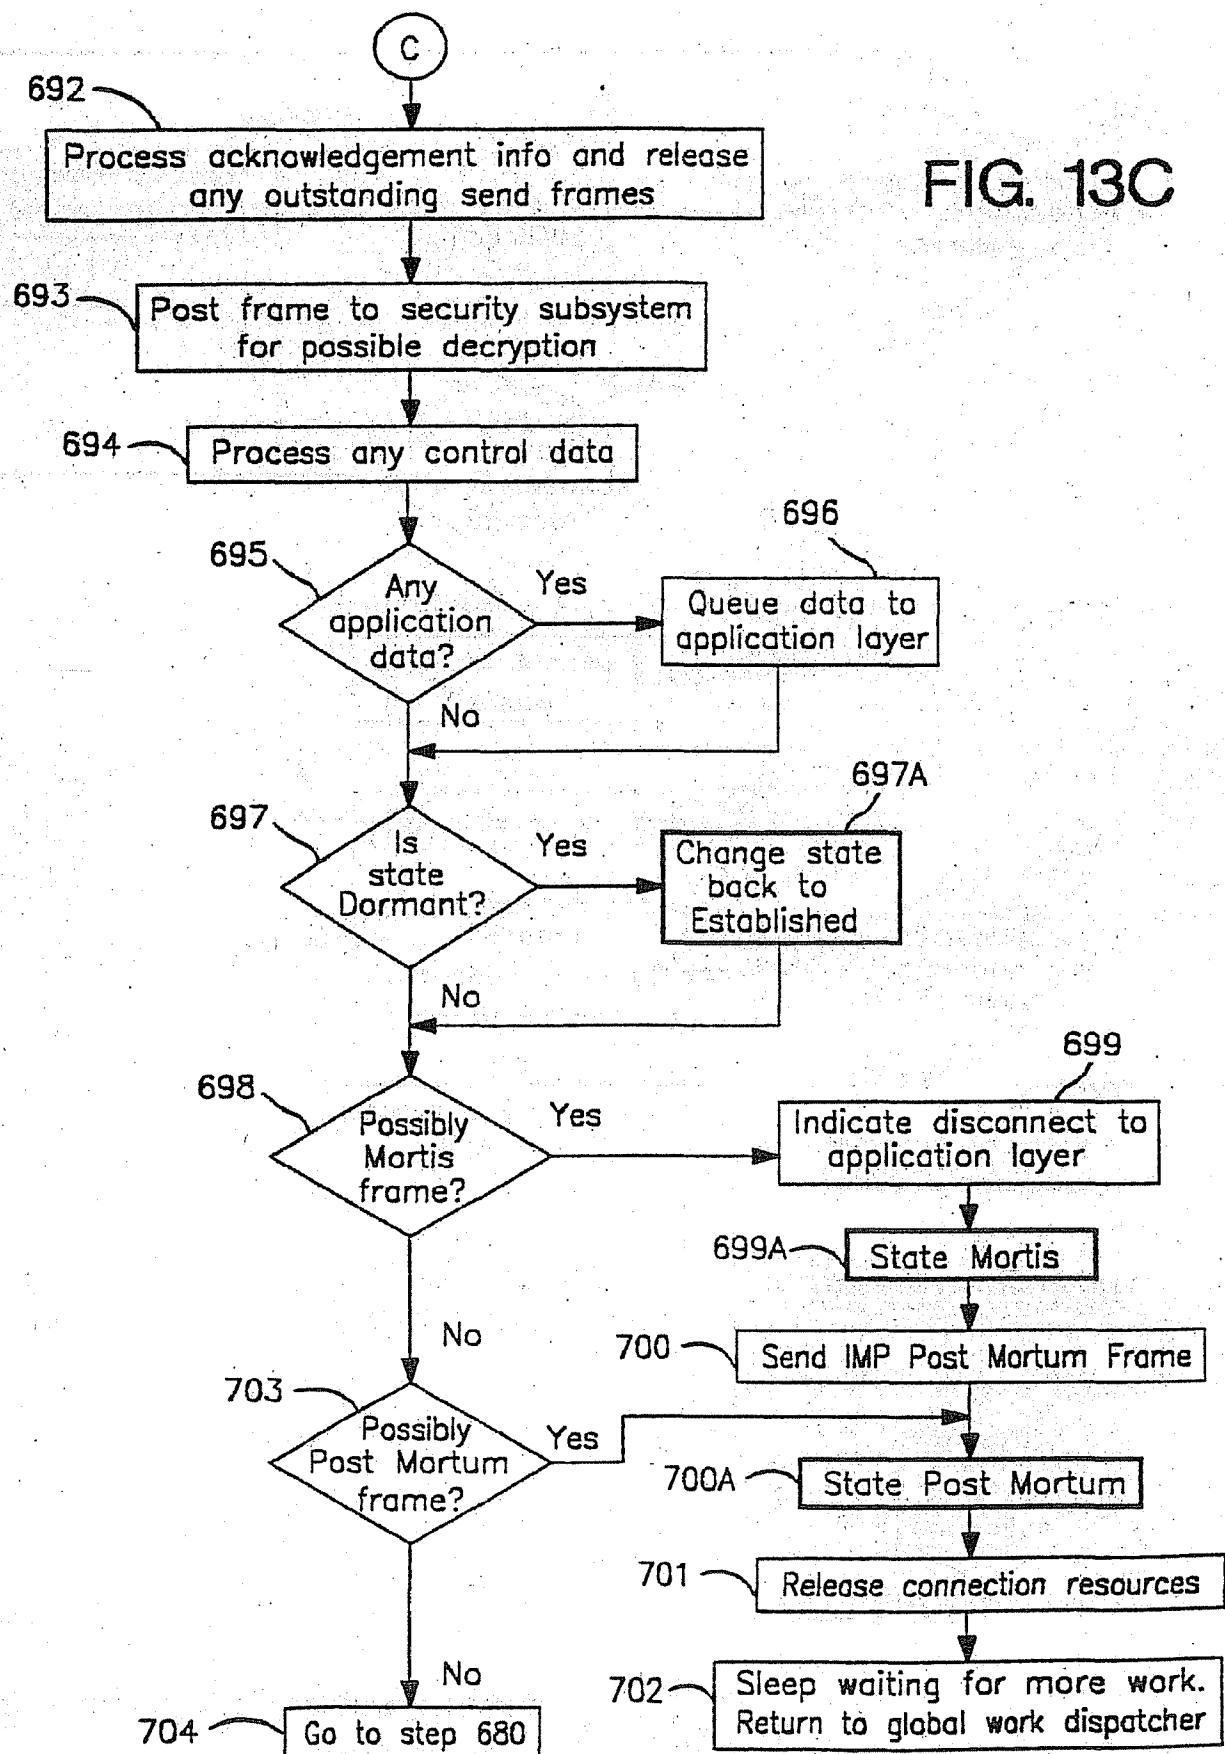 C
692
Process acknowledgement info and release
any outstanding send frames
FIG. 13C
693
Post frame to security subsystem
for possible decryption
694
Process any control data
695
Any
application
data?
Yes
696
Queue data to
application layer
No
697
Is
state
Dormant?
Yes
697A
Change state
back to
Established
No
698
Possibly
Mortis
frame?
Yes
699
Indicate disconnect to
application layer
699A
State Mortis
No
700
Send IMP Post Mortum Frame
703
Possibly
Post Mortum
frame?
Yes
700A
State Post Mortum
701
Release connection resources
No
702
Sleep waiting for more work.
Return to global work dispatcher
704
Go to step 680